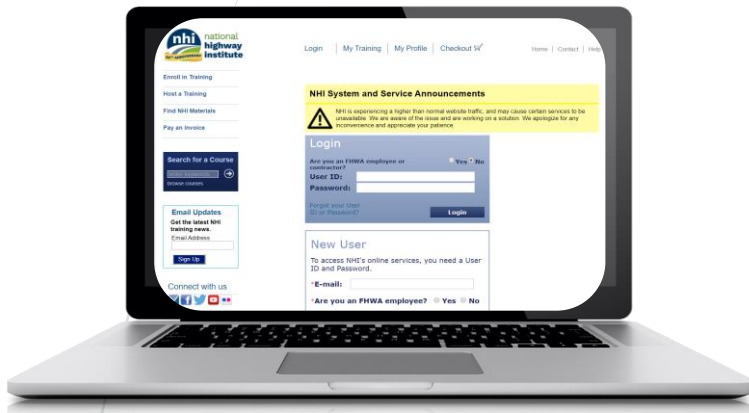 nhi
national
highway
institute
Login
My Training
My Profile
Checkout
Home
Contact
Help
Enroll in Training
Host a Training
Find NHI Materials
Pay an Invoice
Search for a Course
browse courses
Email Updates
Get the latest NHI
training news.
Email Address
Sign Up
Connect with us
NHI System and Service Announcements
NHI is experiencing a higher than normal website traffic, and may cause certain services to be
unavailable. We are aware of the issue and are working on a solution. We apologize for any
inconvenience and appreciate your patience.
Login
Are you an FHWA employee or
contractor?
Yes
No
User ID:
Password:
Forgot your User
ID or Password?
Login
New User
To access NHI's online services, you need a User
ID and Password.
*E-mail:
*Are you an FHWA employee?
Yes
No